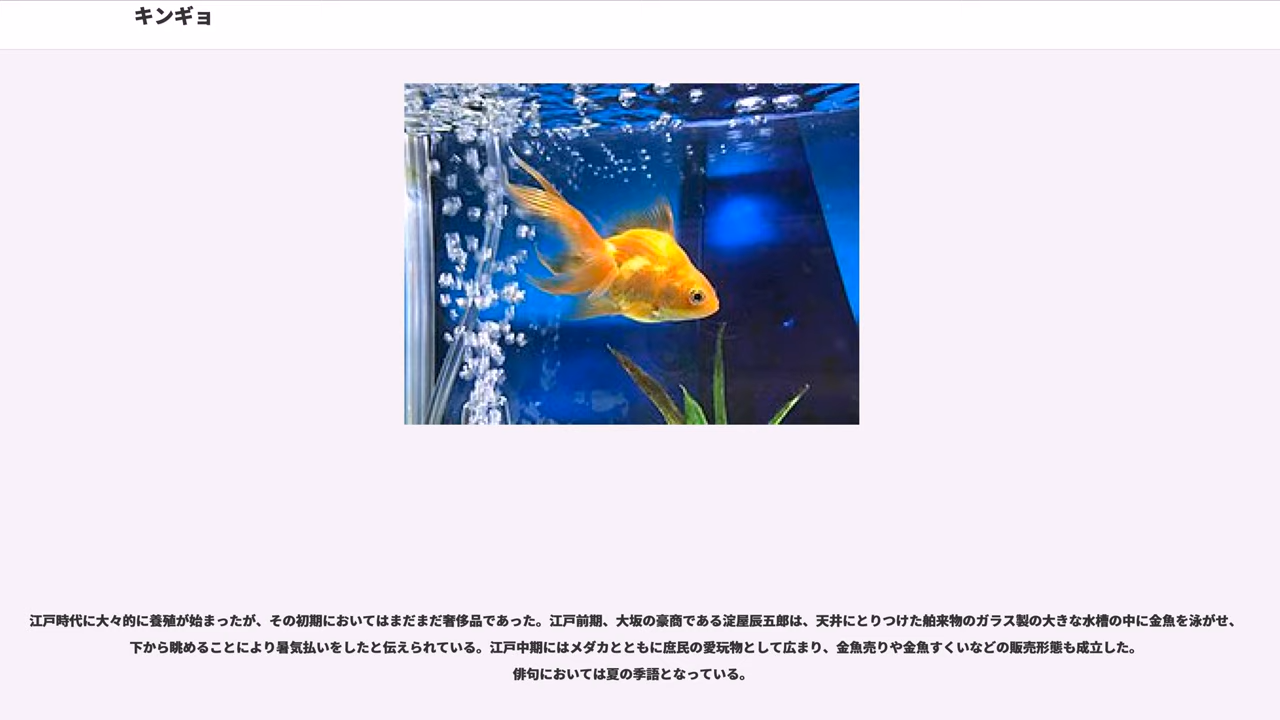 キンギョ
江戸時代に大々的に養殖が始まったが、その初期においてはまだまだ奢侈品であった。江戸前期、大坂の豪商である淀屋辰五郎は、天井にとりつけた舶来物のガラス製の大きな水槽の中に金魚を泳がせ、
下から眺めることにより暑気払いをしたと伝えられている。江戸中期にはメダカとともに庶民の愛玩物として広まり、金魚売りや金魚すくいなどの販売形態も成立した。
俳句においては夏の季語となっている。